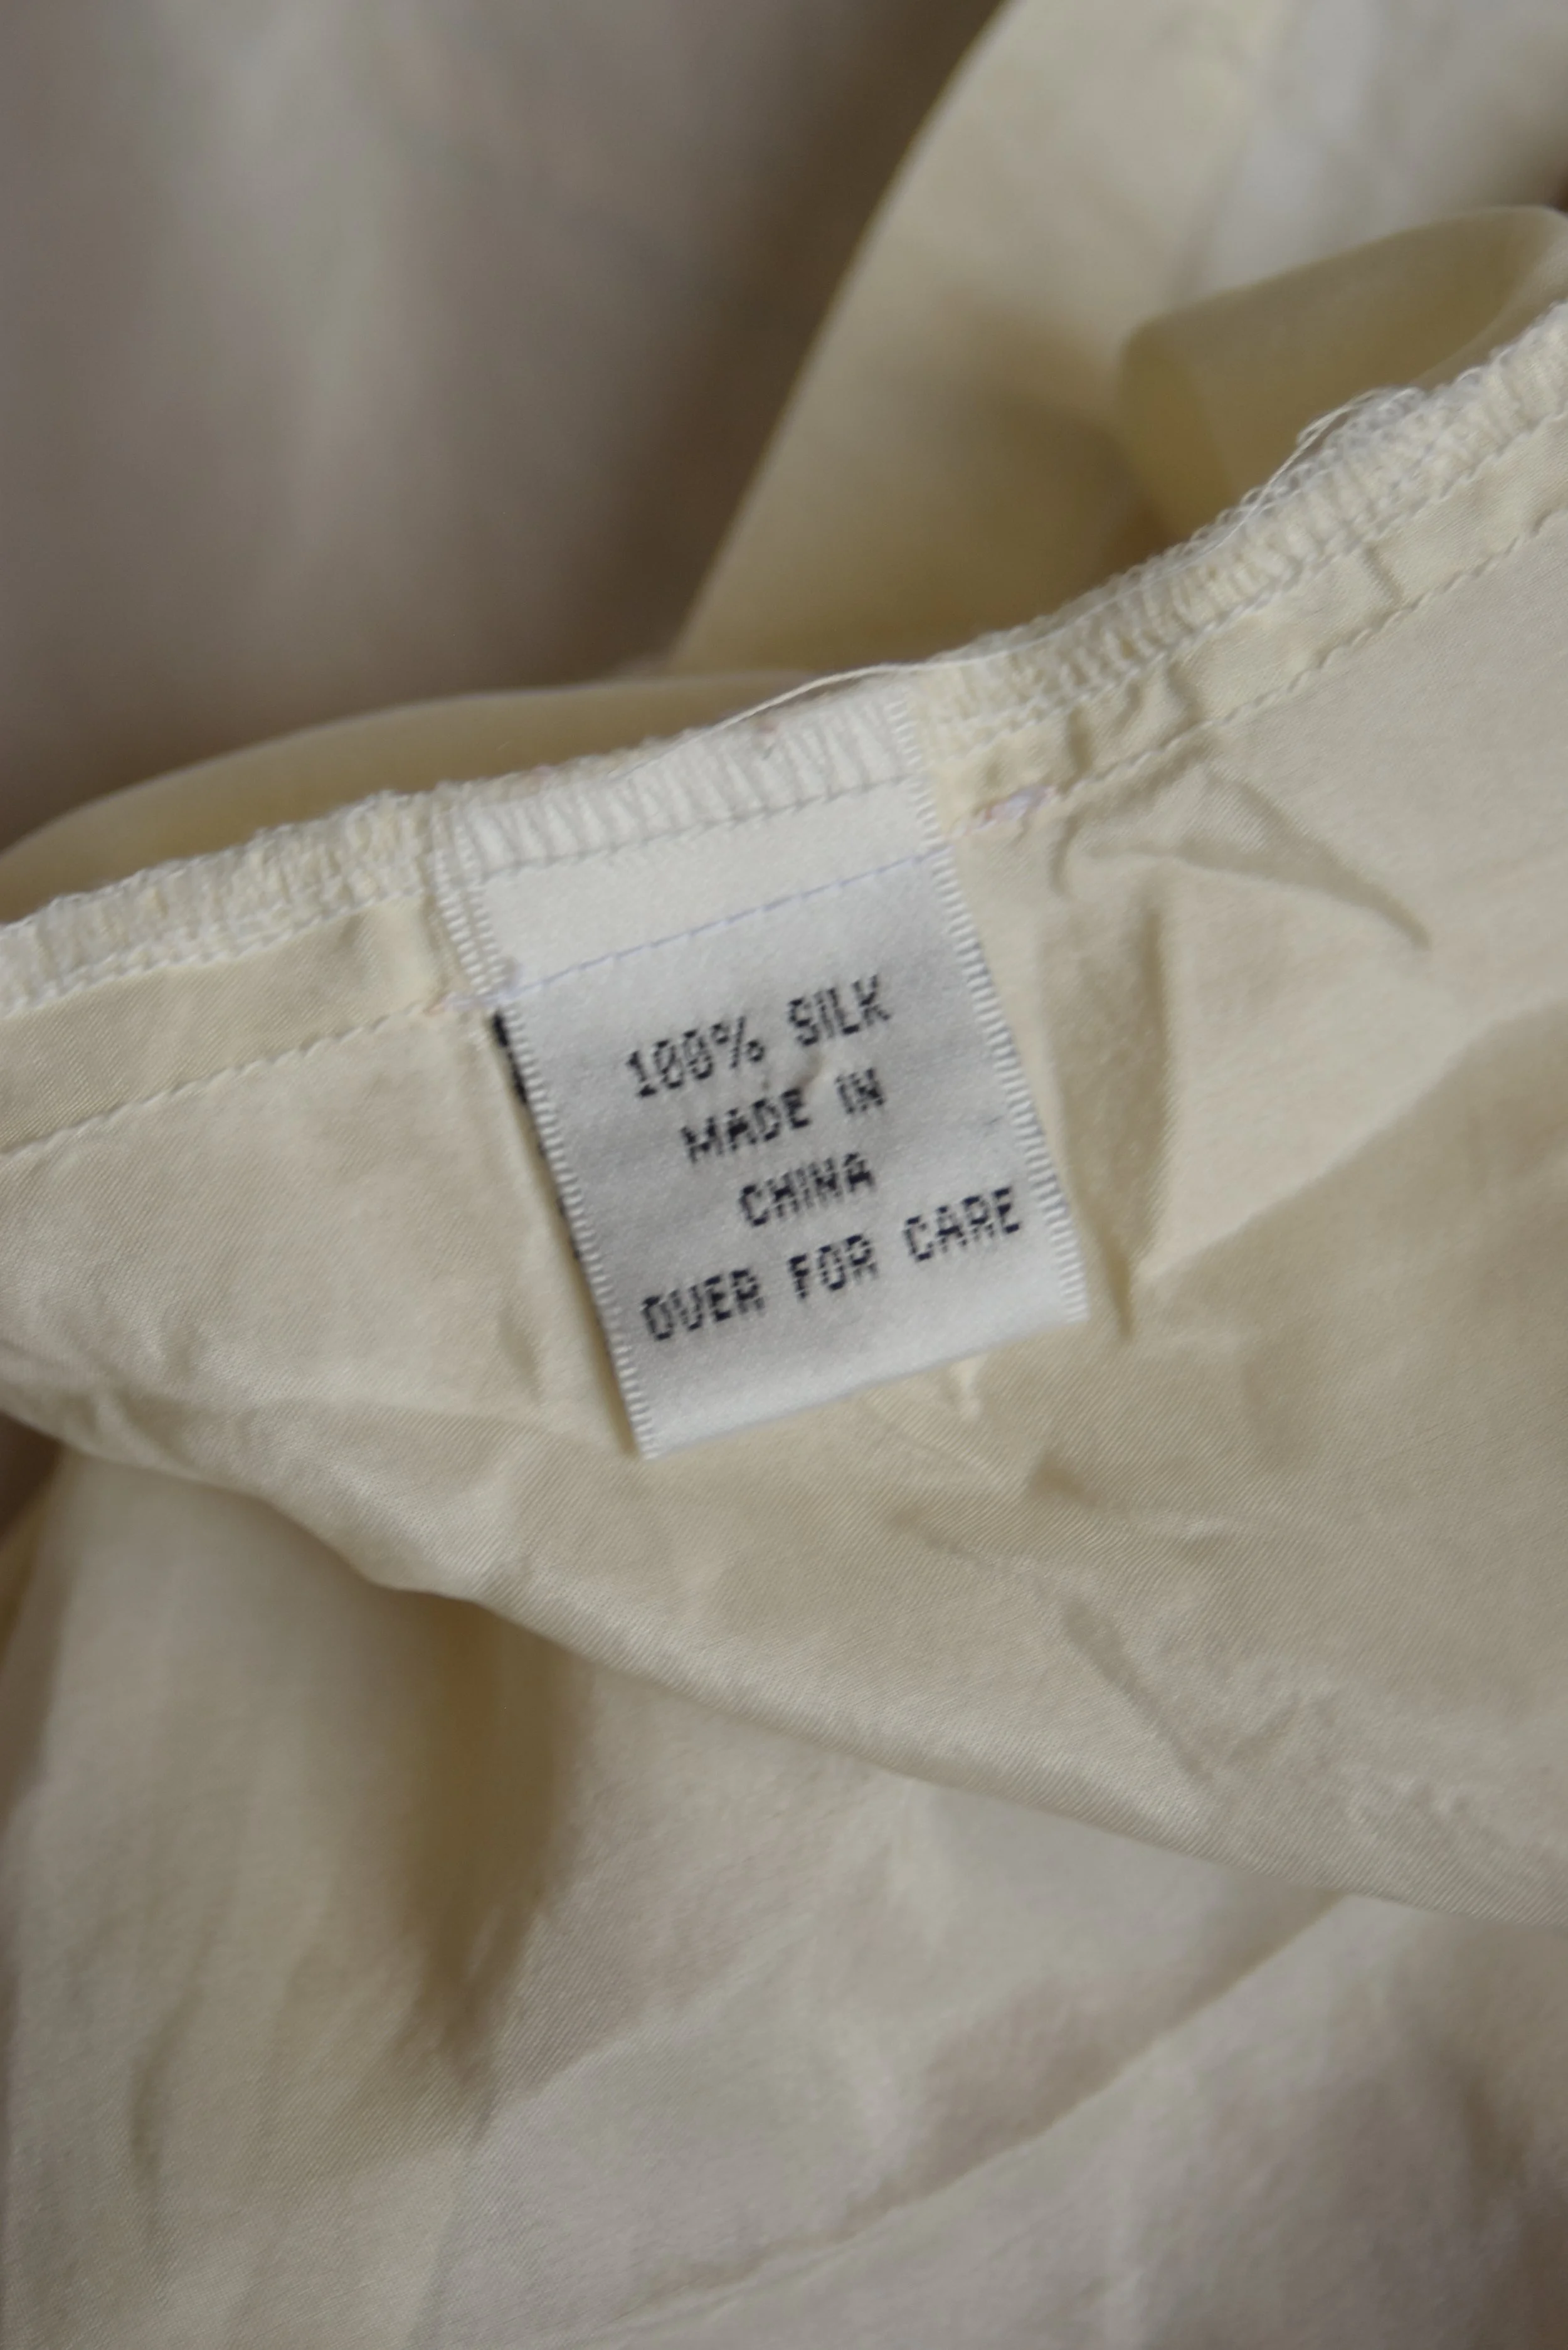 100% SILK
MADE IN
CHINA
OVER FOR CARE